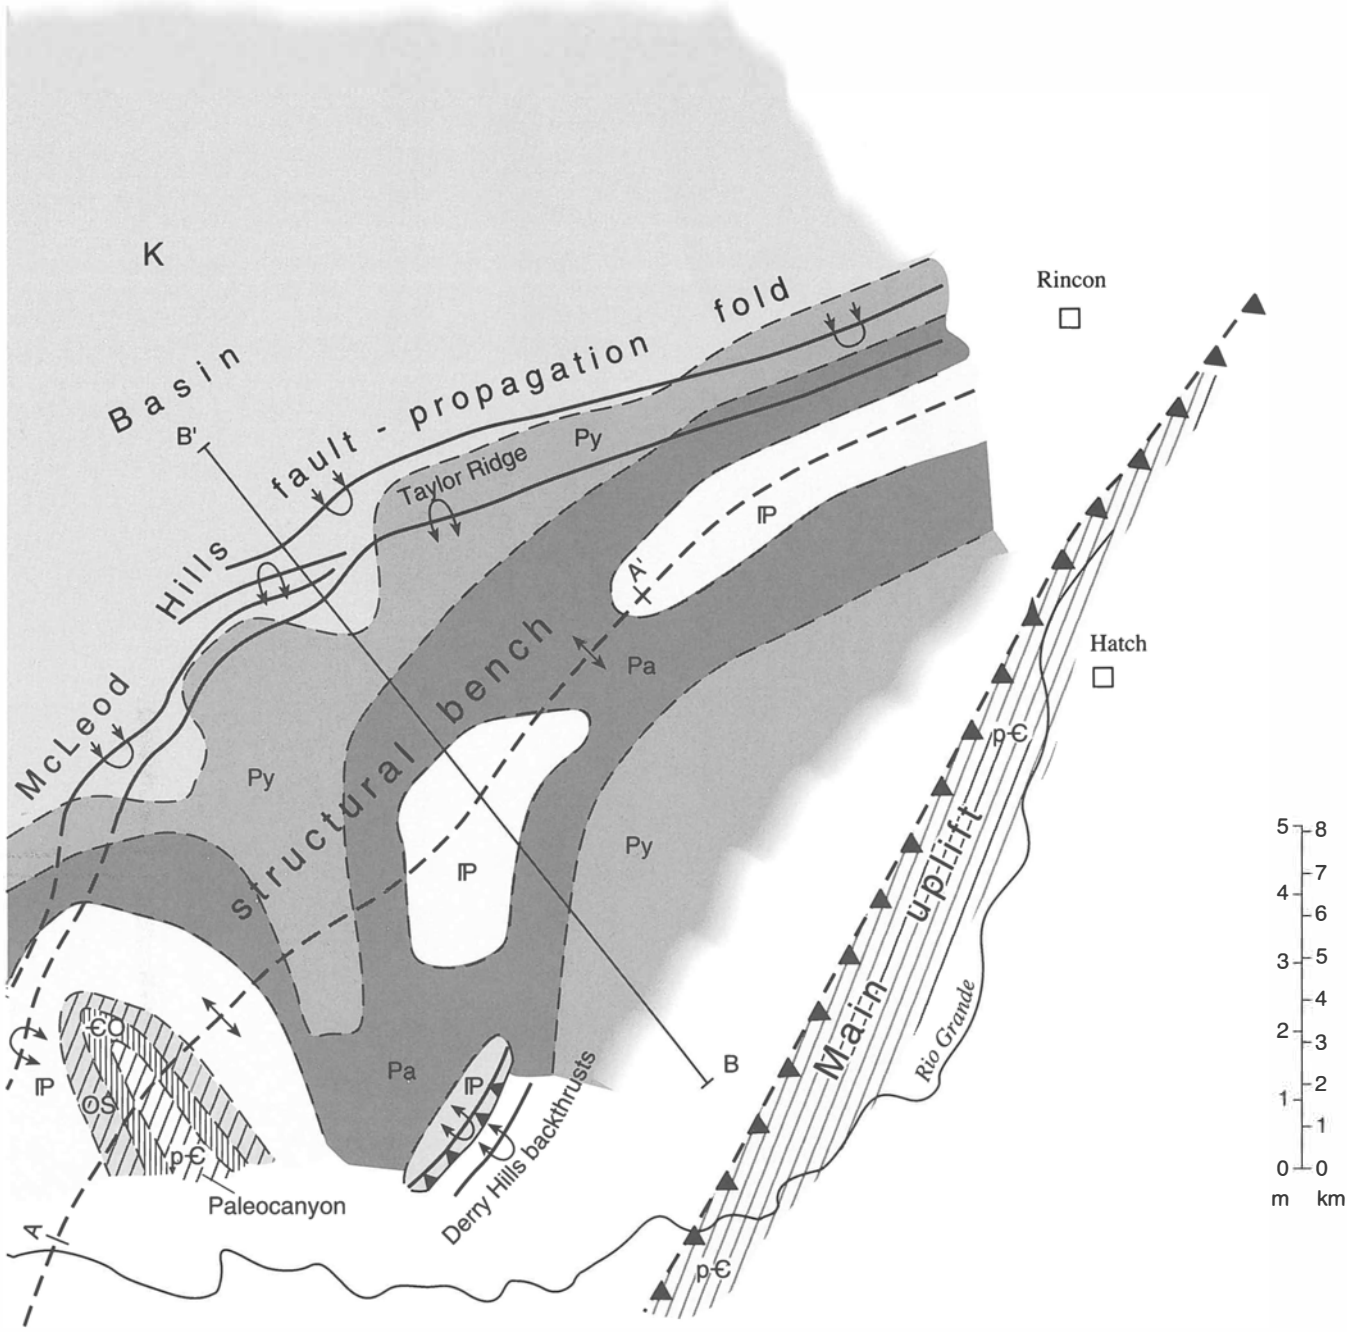 K
Rincon
Basin
B'
fault - propagation fold
Py
Taylor Ridge
Hills
IP
A'
Hatch
Pa
structural bench
McLeod
p-Є
Py
Py
IP
Main uplift
5 8
7
4 6
3 5
4
2 3
1 2
1
0 0
m km
Rio Grande
ЄO
IP
OS
p-Є
Pa
IP
B
Derry Hills backthrusts
Paleocanyon
A
p-Є